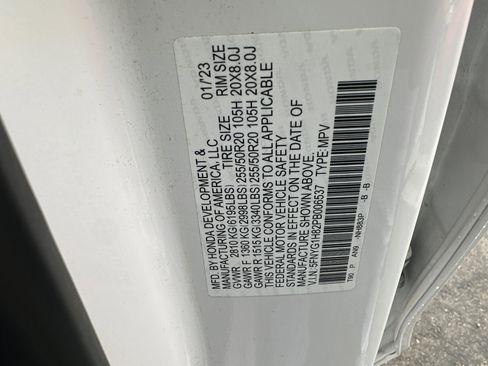 MFD. BY HONDA DEVELOPMENT & 01/23
MANUFACTURING OF AMERICA, LLC
TIRE SIZE RIM SIZE
GVWR 2810 KG(6195LBS)
GAWR F 1360 KG(2998LBS) 255/50R20 105H 20X8.0J
GAWR R 1515 KG(3340LBS) 255/50R20 105H 20X8.0J
THIS VEHICLE CONFORMS TO ALL APPLICABLE
FEDERAL MOTOR VEHICLE SAFETY
STANDARDS IN EFFECT ON THE DATE OF
MANUFACTURE SHOWN ABOVE.
V.I.N. 5FNYG1H82PB006537 TYPE: MPV
T90 P AN9 -NH883P -B -B